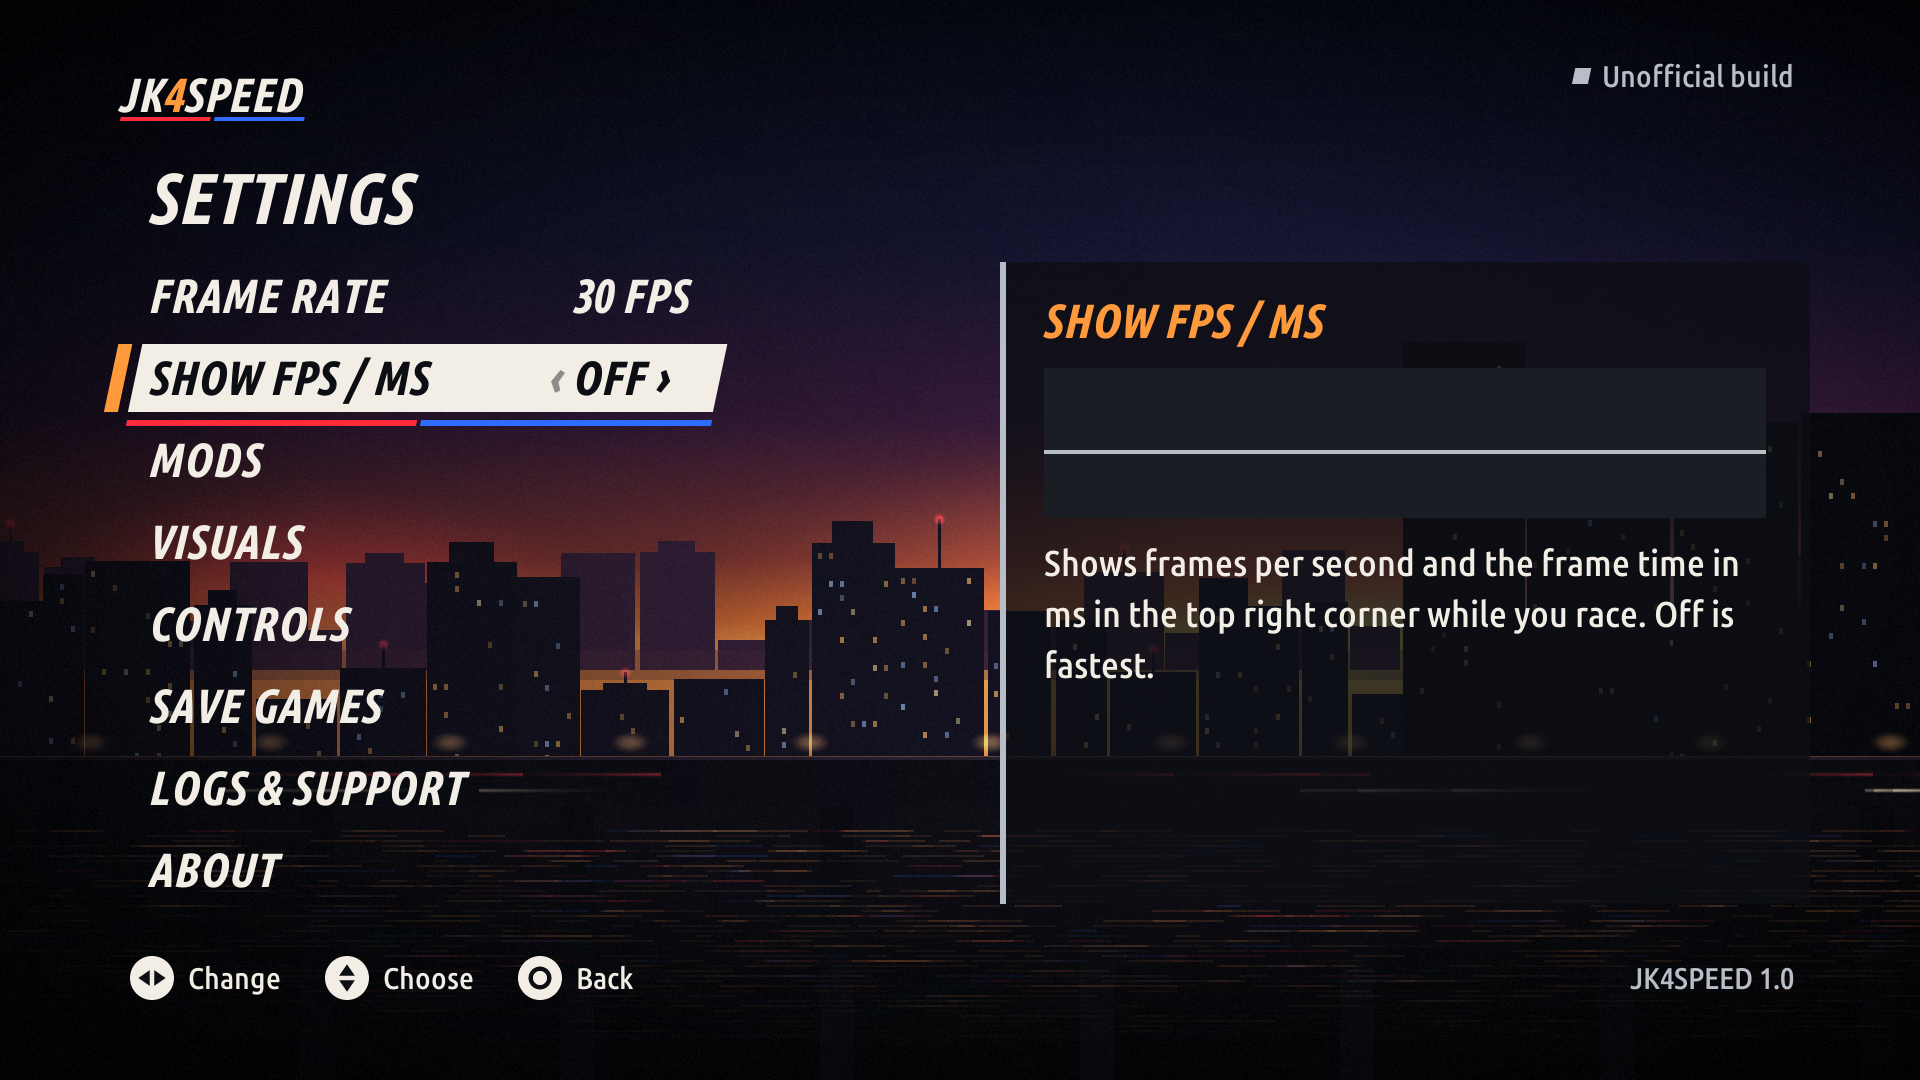 JK4SPEED
Unofficial build
SETTINGS
FRAME RATE 30 FPS
SHOW FPS / MS ‹ OFF ›
MODS
VISUALS
CONTROLS
SAVE GAMES
LOGS & SUPPORT
ABOUT
SHOW FPS / MS
Shows frames per second and the frame time in
ms in the top right corner while you race. Off is
fastest.
Change Choose Back
JK4SPEED 1.0